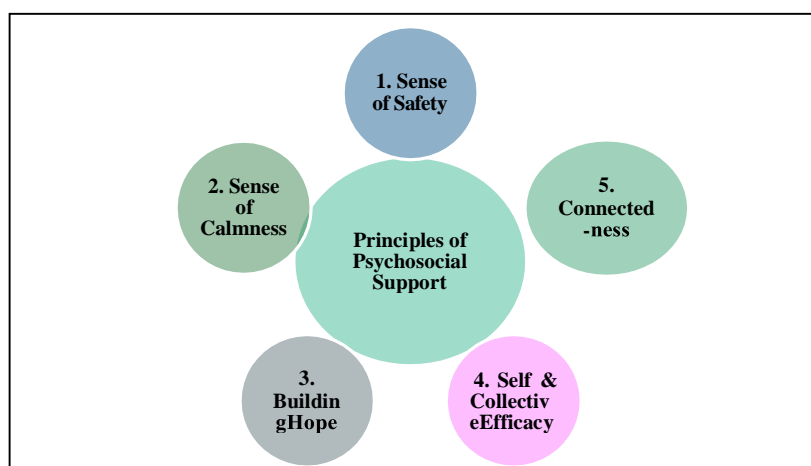 1. Sense
of Safety
2. Sense
of
Calmness
Principles of
Psychosocial
Support
5.
Connected
-ness
3.
Buildin
gHope
4. Self &
Collectiv
eEfficacy